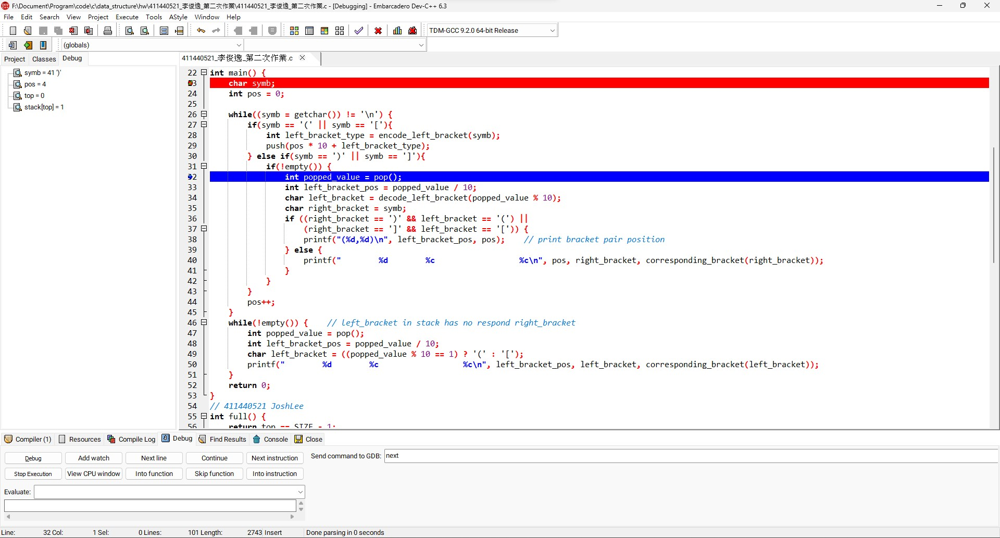 F:\Document\Program\code\c\data_structure\hw\411440521_李俊逸_第二次作業\411440521_李俊逸_第二次作業.c - [Debugging] - Embarcadero Dev-C++ 6.3
File Edit Search View Project Execute Tools AStyle Window Help
TDM-GCC 9.2.0 64-bit Release
(globals)
Project Classes Debug
symb = 41 ')'
pos = 4
top = 0
stack[top] = 1
411440521_李俊逸_第二次作業.c
22 int main() {
23     char symb;
24     int pos = 0;
25
26     while((symb = getchar()) != '\n') {
27         if(symb == '(' || symb == '['){
28             int left_bracket_type = encode_left_bracket(symb);
29             push(pos * 10 + left_bracket_type);
30         } else if(symb == ')' || symb == ']'){
31             if(!empty()) {
32                 int popped_value = pop();
33                 int left_bracket_pos = popped_value / 10;
34                 char left_bracket = decode_left_bracket(popped_value % 10);
35                 char right_bracket = symb;
36                 if ((right_bracket == ')' && left_bracket == '(') ||
37                     (right_bracket == ']' && left_bracket == '[')) {
38                     printf("(%d,%d)\n", left_bracket_pos, pos);    // print bracket pair position
39                 } else {
40                     printf("        %d        %c                  %c\n", pos, right_bracket, corresponding_bracket(right_bracket));
41                 }
42             }
43         }
44         pos++;
45     }
46     while(!empty()) {    // left_bracket in stack has no respond right_bracket
47         int popped_value = pop();
48         int left_bracket_pos = popped_value / 10;
49         char left_bracket = ((popped_value % 10 == 1) ? '(' : '[');
50         printf("        %d        %c                  %c\n", left_bracket_pos, left_bracket, corresponding_bracket(left_bracket));
51     }
52     return 0;
53 }
54 // 411440521 JoshLee
55 int full() {
56     return top == SIZE - 1;
Compiler (1) Resources Compile Log Debug Find Results Console Close
Debug Add watch Next line Continue Next instruction
Send command to GDB: next
Stop Execution View CPU window Into function Skip function Into instruction
Evaluate:
Line: 32 Col: 1 Sel: 0 Lines: 101 Length: 2743 Insert Done parsing in 0 seconds